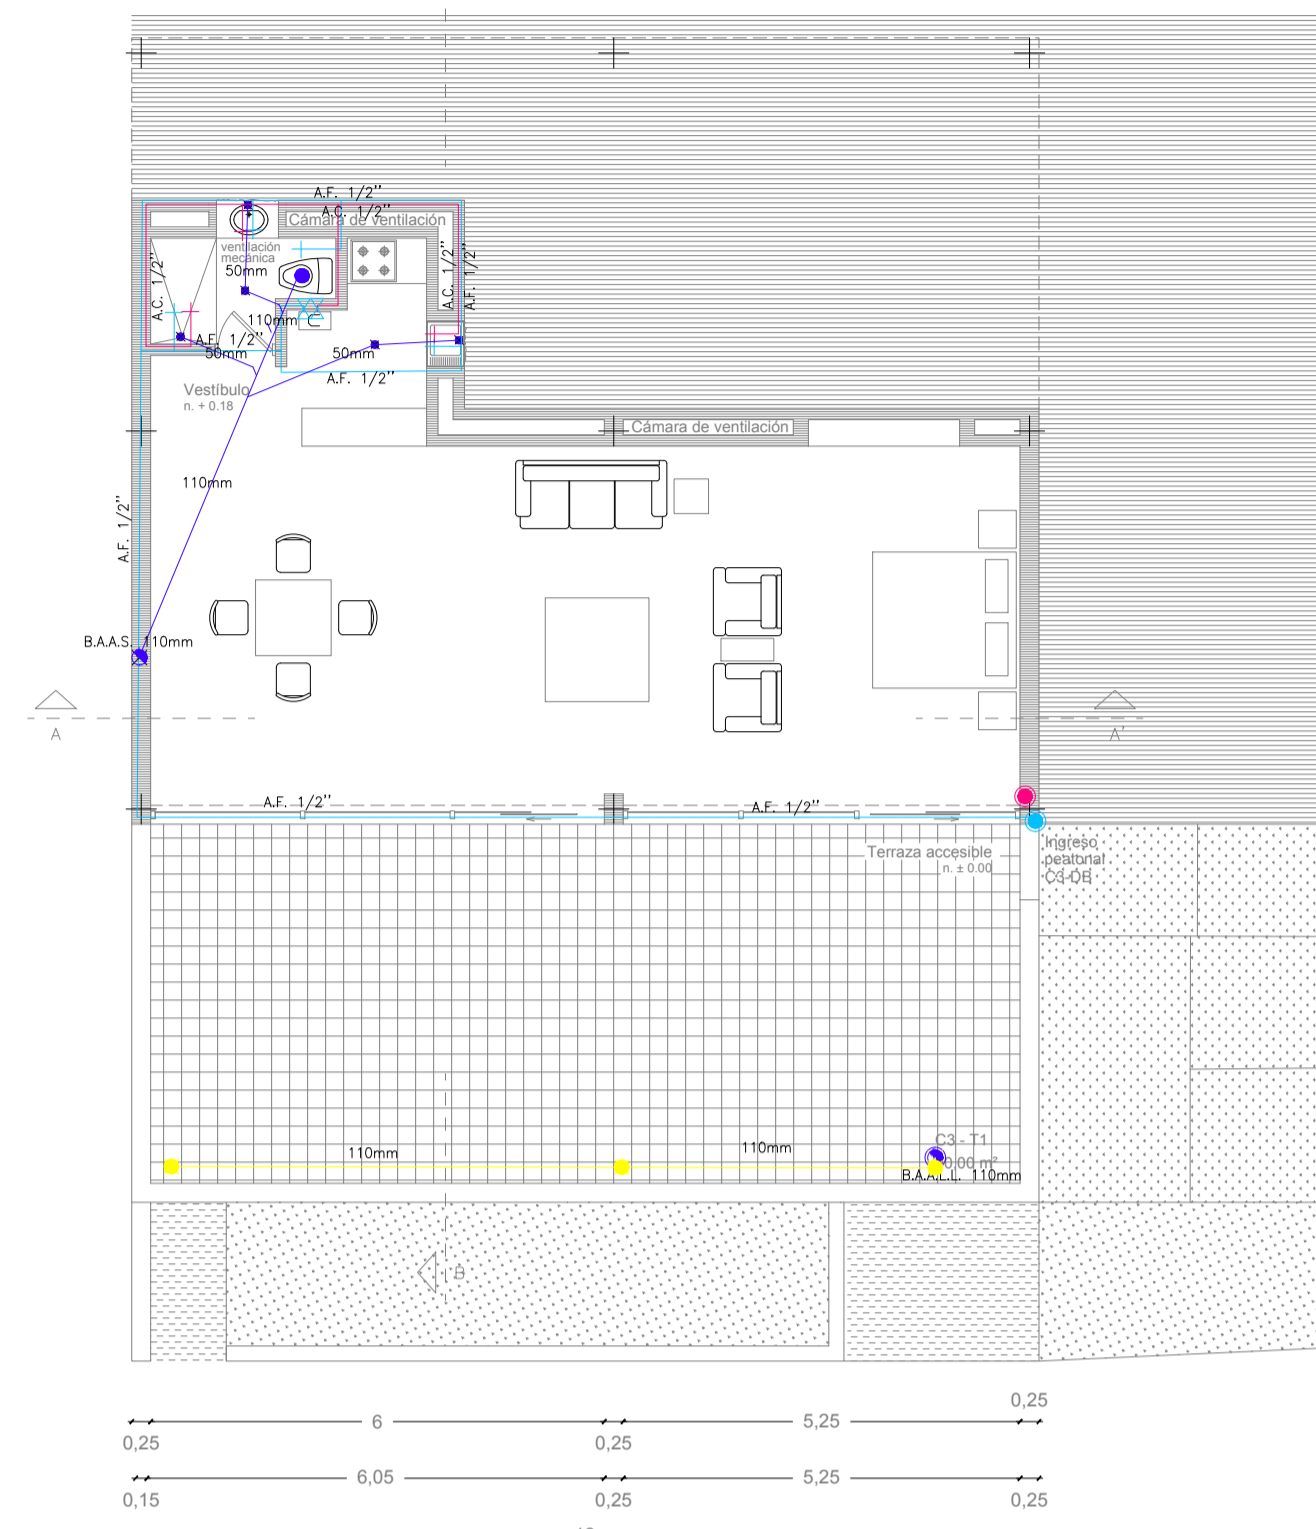 A.F. 1/2"
A.C. 1/2"
Cámara de ventilación
ventilación
mecánica
50mm
A.C. 1/2"
A.C. 1/2"
A.F. 1/2"
110mm
A.F. 1/2"
50mm
50mm
A.F. 1/2"
Vestíbulo
n. + 0.18
Cámara de ventilación
110mm
A.F. 1/2"
B.A.A.S. 110mm
A
A'
A.F. 1/2"
A.F. 1/2"
Terraza accesible
n. ± 0.00
Ingreso
peatonal
C3-DB
110mm
110mm
C3 - T1
B.A.A.L.L. 110mm
B
0,25
6
5,25
0,25
0,25
6,05
5,25
0,15
0,25
0,25